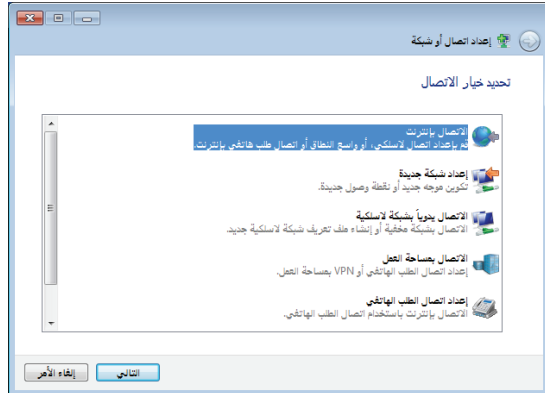 إعداد اتصال أو شبكة
تحديد خيار الاتصال
الاتصال بإنترنت
قم بإعداد اتصال لاسلكي، أو واسع النطاق أو اتصال طلب هاتفي بإنترنت.
إعداد شبكة جديدة
تكوين موجه جديد أو نقطة وصول جديدة.
الاتصال يدوياً بشبكة لاسلكية
الاتصال بشبكة مخفية أو إنشاء ملف تعريف شبكة لاسلكية جديد.
الاتصال بمساحة العمل
إعداد اتصال الطلب الهاتفي أو VPN بمساحة العمل.
إعداد اتصال الطلب الهاتفي
الاتصال بإنترنت باستخدام اتصال الطلب الهاتفي.
التالي
إلغاء الأمر